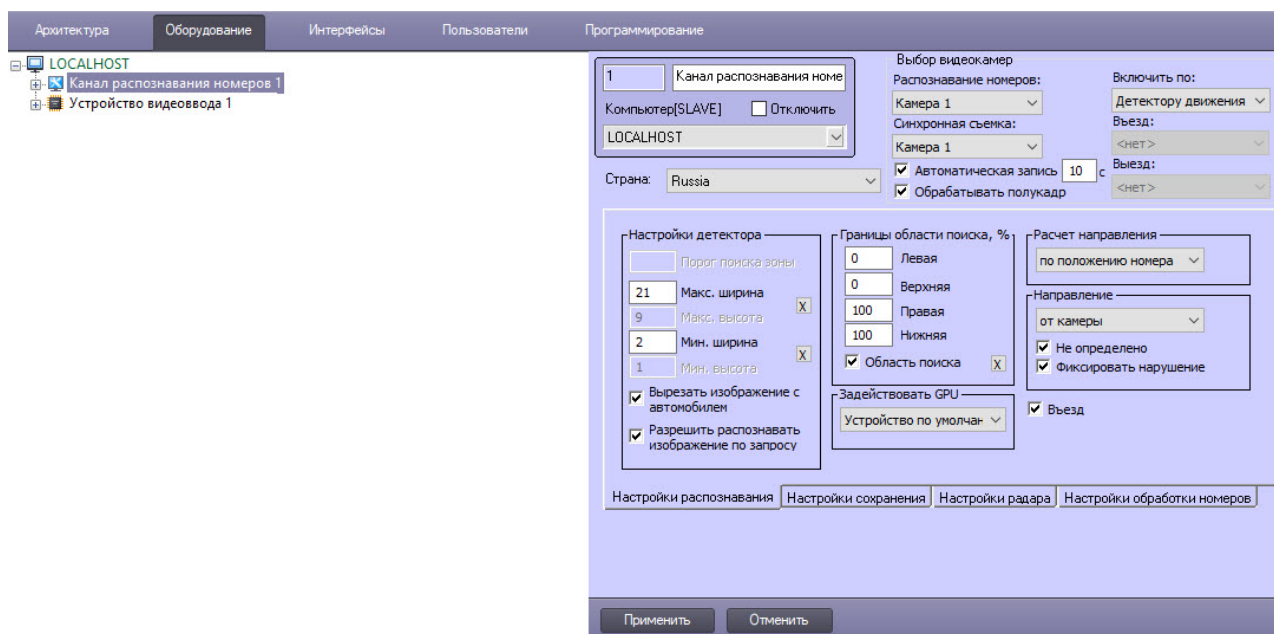 Архитектура Оборудование Интерфейсы Пользователи Программирование
LOCALHOST
Канал распознавания номеров 1
Устройство видеоввода 1
1 Канал распознавания номе
Компьютер[SLAVE] Отключить
LOCALHOST
Страна: Russia
Выбор видеокамер
Распознавание номеров: Включить по:
Камера 1 Детектору движения
Синхронная съемка: Въезд:
Камера 1 <нет>
Автоматическая запись 10 с Выезд:
Обрабатывать полукадр <нет>
Настройки детектора
Порог поиска зоны
21 Макс. ширина
X
9 Макс. высота
2 Мин. ширина
X
1 Мин. высота
Вырезать изображение с
автомобилем
Разрешить распознавать
изображение по запросу
Границы области поиска, %
0 Левая
0 Верхняя
100 Правая
100 Нижняя
Область поиска X
Задействовать GPU
Устройство по умолчан
Расчет направления
по положению номера
Направление
от камеры
Не определено
Фиксировать нарушение
Въезд
Настройки распознавания Настройки сохранения Настройки радара Настройки обработки номеров
Применить Отменить